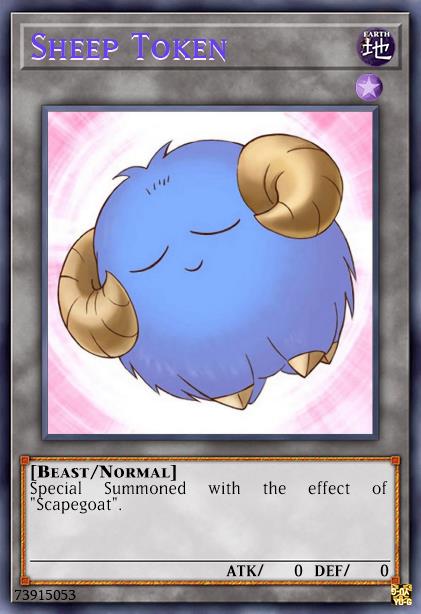 SHEEP TOKEN
EARTH
地
[BEAST/NORMAL]
Special Summoned with the effect of
"Scapegoat".
ATK/ 0 DEF/ 0
73915053